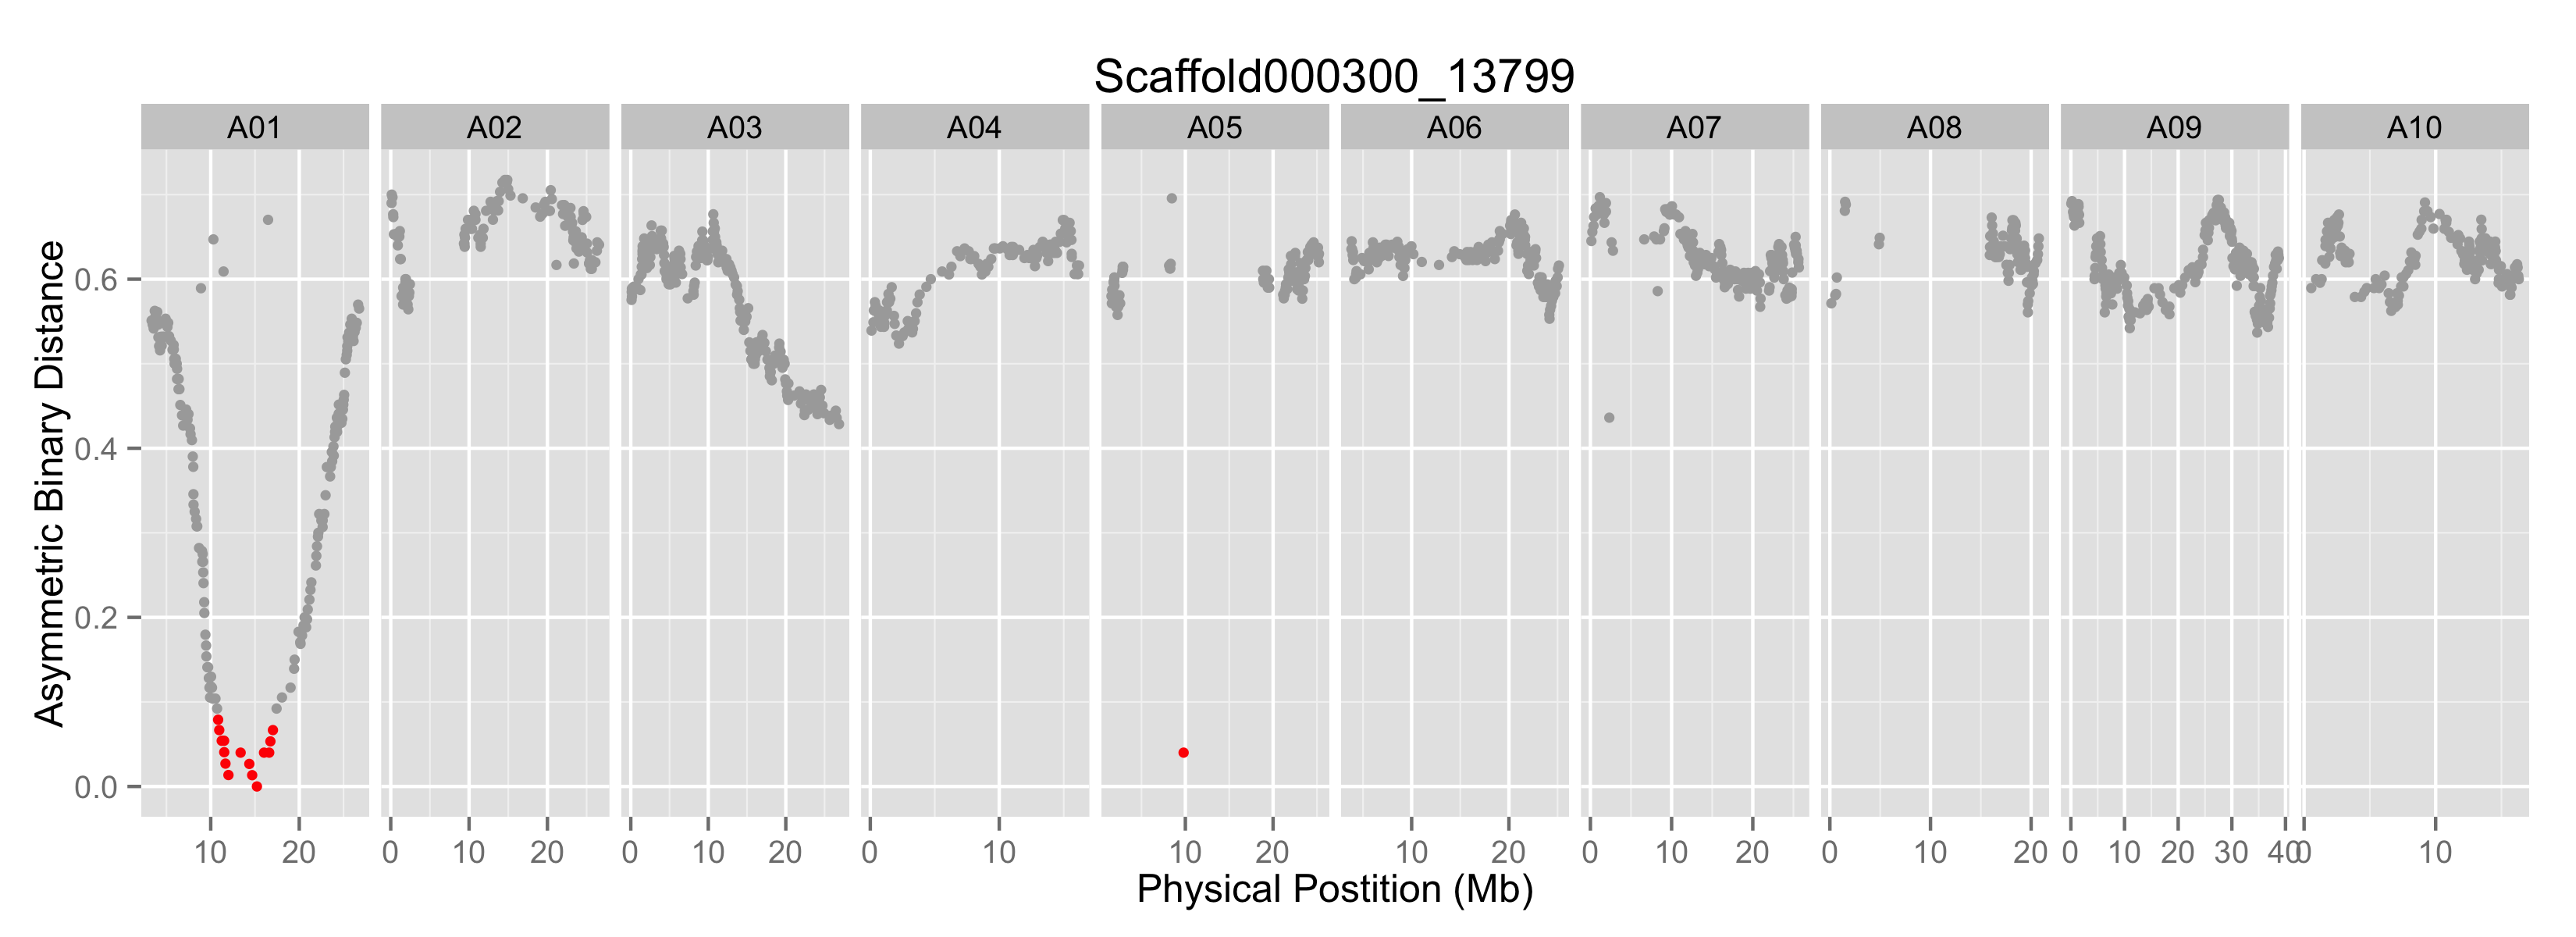 Scaffold000300_13799
A01 A02 A03 A04 A05 A06 A07 A08 A09 A10
Asymmetric Binary Distance
0.6
0.4
0.2
0.0
10 20 0 10 20 0 10 20 0 10 10 20 10 20 0 10 20 0 10 20 0 10 20 30 40 0 10
Physical Postition (Mb)